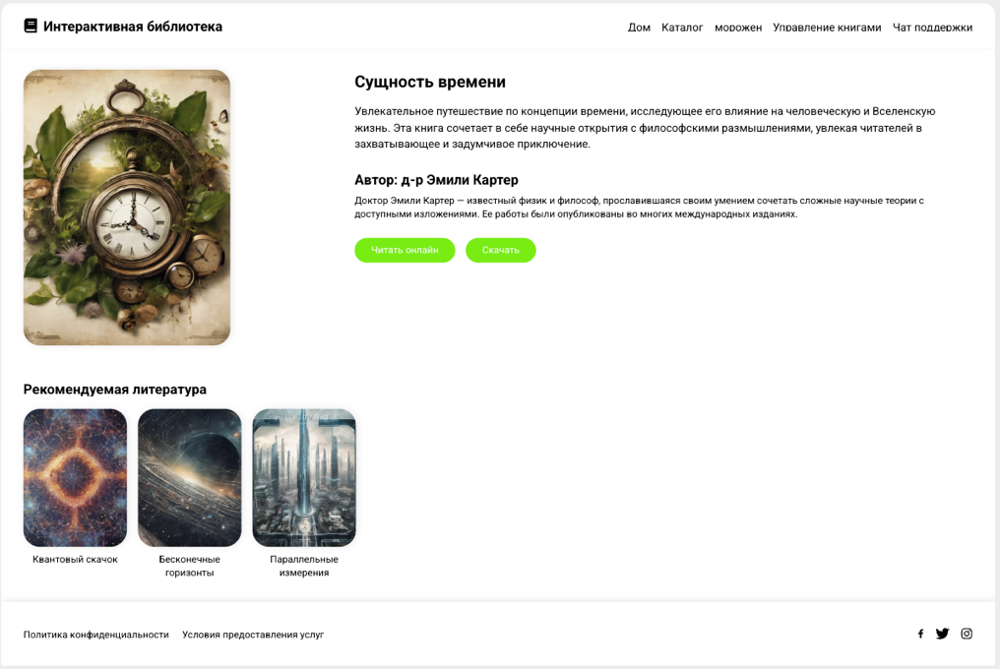 Интерактивная библиотека
Дом Каталог морожен Управление книгами Чат поддержки
Сущность времени
Увлекательное путешествие по концепции времени, исследующее его влияние на человеческую и Вселенскую
жизнь. Эта книга сочетает в себе научные открытия с философскими размышлениями, увлекая читателей в
захватывающее и задумчивое приключение.
Автор: д-р Эмили Картер
Доктор Эмили Картер — известный физик и философ, прославившаяся своим умением сочетать сложные научные теории с
доступными изложениями. Ее работы были опубликованы во многих международных изданиях.
Читать онлайн Скачать
Рекомендуемая литература
Квантовый скачок
Бесконечные
горизонты
Параллельные
измерения
Политика конфиденциальности Условия предоставления услуг